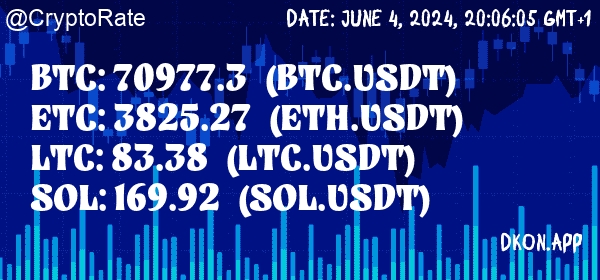 @CryptoRate
DATE: JUNE 4, 2024, 20:06:05 GMT+1
BTC: 70977.3 (BTC.USDT)
ETC: 3825.27 (ETH.USDT)
LTC: 83.38 (LTC.USDT)
SOL: 169.92 (SOL.USDT)
DKON.APP